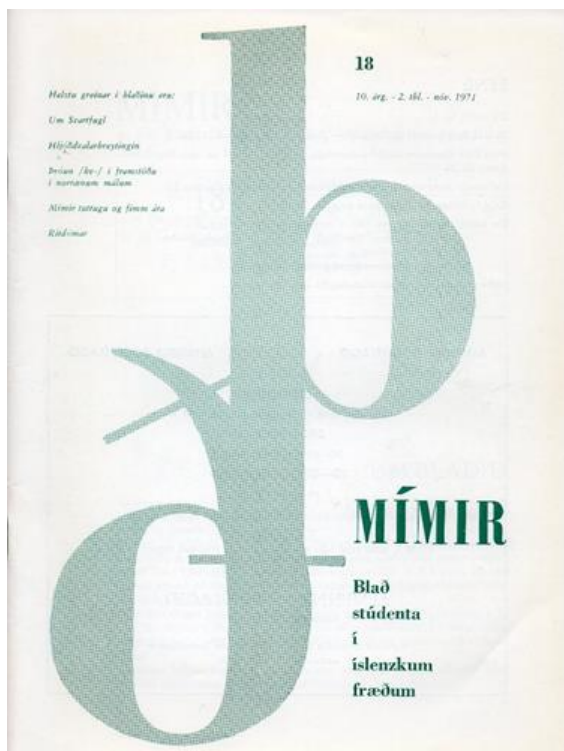 18
10. árg. - 2. tbl. - nóv. 1971
Helstu greinar í blaðinu eru:
Um Svartfugl
Hljóðdvalarbreytingin
Þróun /kv-/ í framstöðu
í norrænum málum
Mímir tuttugu og fimm ára
Ritdómar
þ
ð
MÍMIR
Blað
stúdenta
í
íslenzkum
fræðum